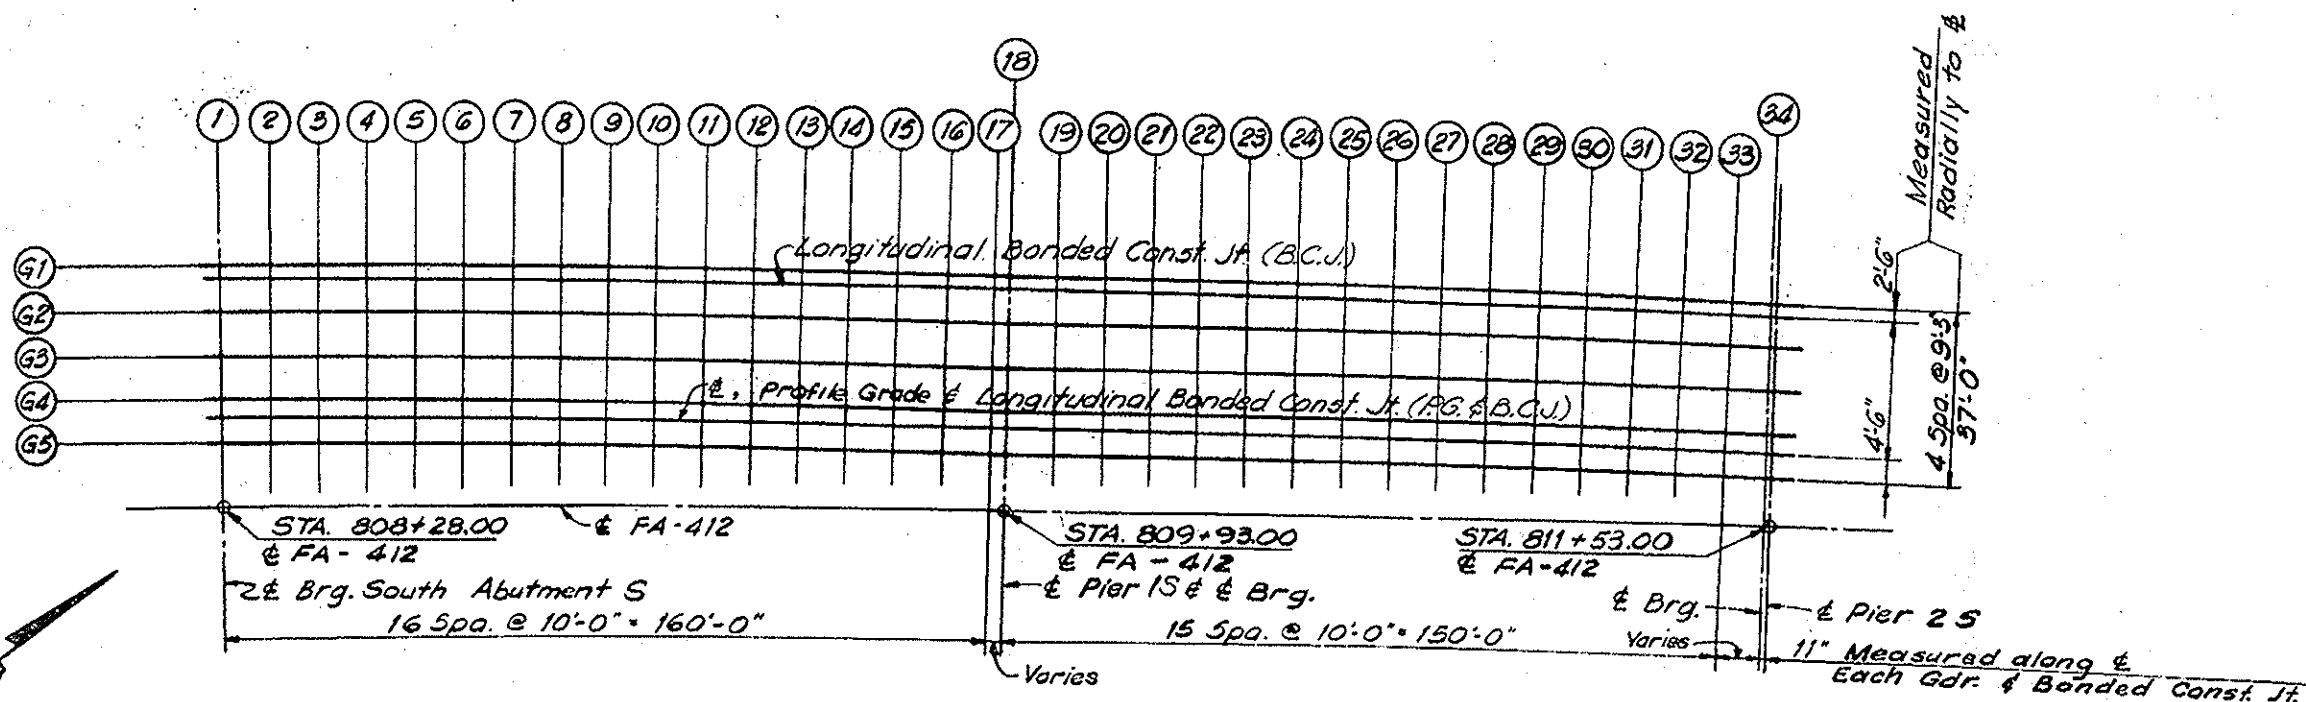 18
1 2 3 4 5 6 7 8 9 10 11 12 13 14 15 16 17 19 20 21 22 23 24 25 26 27 28 29 30 31 32 33 34
Measured
Radially to ℄
G1
G2
G3
G4
G5
Longitudinal Bonded Const. Jt. (B.C.J.)
℄, Profile Grade & Longitudinal Bonded Const. Jt. (P.G. & B.C.J.)
2'-6"
4'-6"
4 Spa. @ 9'-3"
37'-0"
STA. 808+28.00
℄ FA-412
℄ FA-412
STA. 809+93.00
℄ FA-412
STA. 811+53.00
℄ FA-412
℄ Brg. South Abutment S
℄ Pier 1S & ℄ Brg.
℄ Brg.
℄ Pier 2 S
16 Spa. @ 10'-0" = 160'-0"
15 Spa. @ 10'-0" = 150'-0"
Varies
Varies
11" Measured along ℄
Each Gdr. & Bonded Const. Jt.